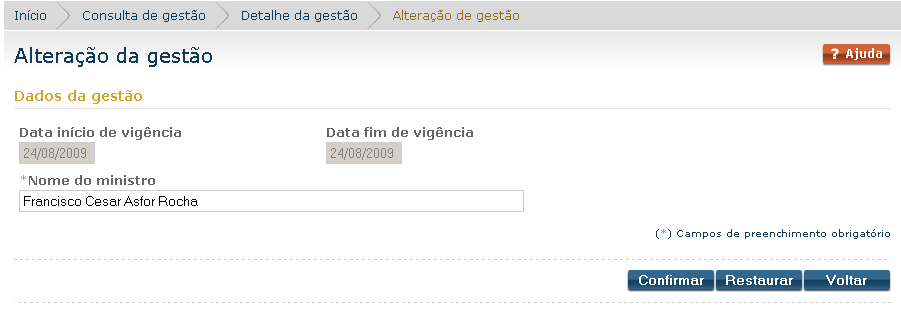 Início Consulta de gestão Detalhe da gestão Alteração de gestão
Alteração da gestão
? Ajuda
Dados da gestão
Data início de vigência Data fim de vigência
24/08/2009 24/08/2009
*Nome do ministro
Francisco Cesar Asfor Rocha
(*) Campos de preenchimento obrigatório
Confirmar Restaurar Voltar